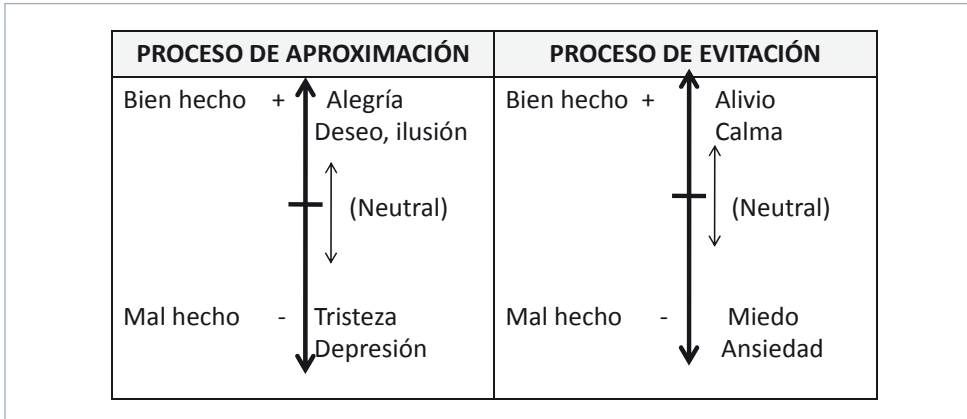 PROCESO DE APROXIMACIÓN
PROCESO DE EVITACIÓN
Bien hecho + Alegría
Deseo, ilusión
(Neutral)
Mal hecho - Tristeza
Depresión
Bien hecho + Alivio
Calma
(Neutral)
Mal hecho - Miedo
Ansiedad